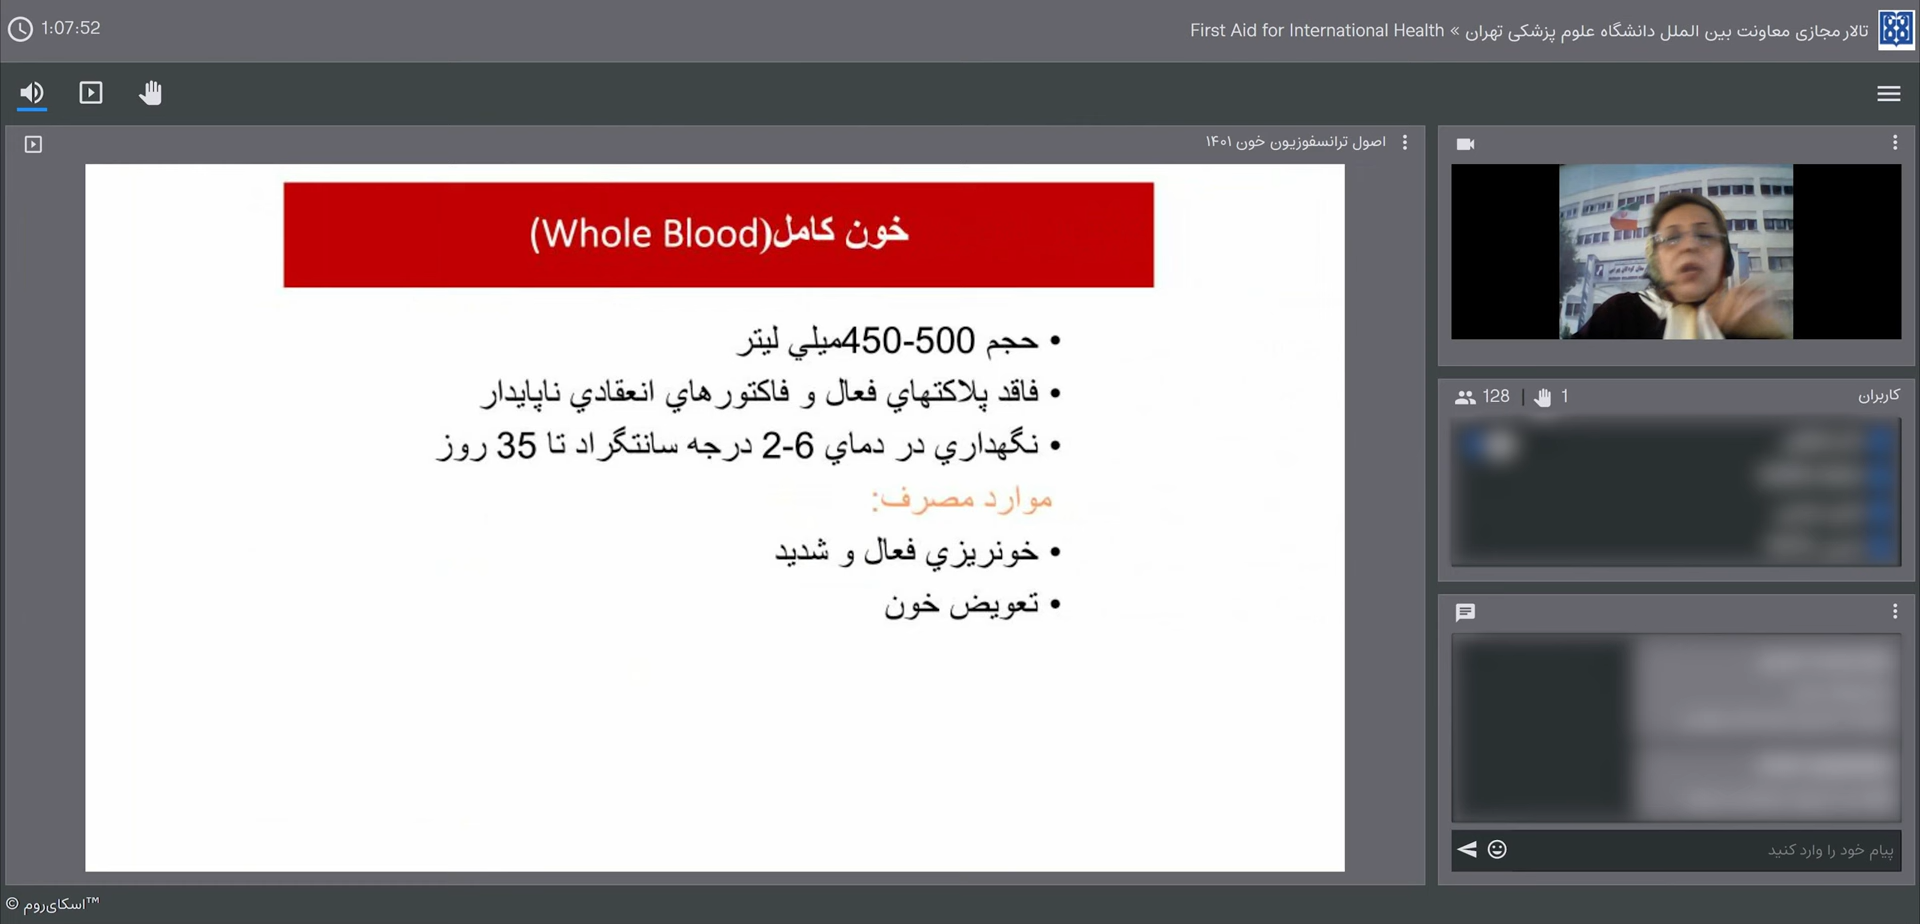 1:07:52
تالار مجازی معاونت بین الملل دانشگاه علوم پزشکی تهران » First Aid for International Health
اصول ترانسفوزیون خون ۱۴۰۱
خون كامل(Whole Blood)
• حجم 500-450ميلي ليتر
• فاقد پلاكتهاي فعال و فاكتورهاي انعقادي ناپايدار
• نگهداري در دماي 6-2 درجه سانتگراد تا 35 روز
موارد مصرف:
• خونريزي فعال و شديد
• تعويض خون
کاربران
128 | 1
پیام خود را وارد کنید
© اسکای‌روم™